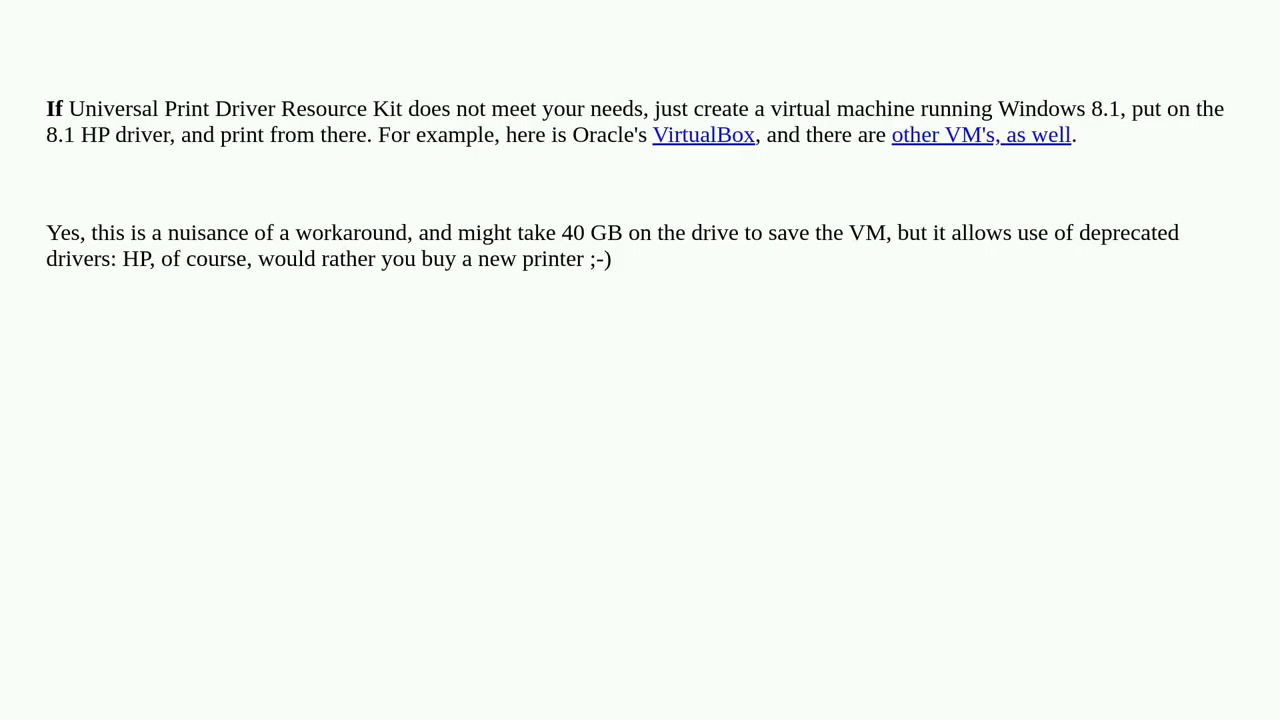 If Universal Print Driver Resource Kit does not meet your needs, just create a virtual machine running Windows 8.1, put on the
8.1 HP driver, and print from there. For example, here is Oracle's VirtualBox, and there are other VM's, as well.
Yes, this is a nuisance of a workaround, and might take 40 GB on the drive to save the VM, but it allows use of deprecated
drivers: HP, of course, would rather you buy a new printer ;-)